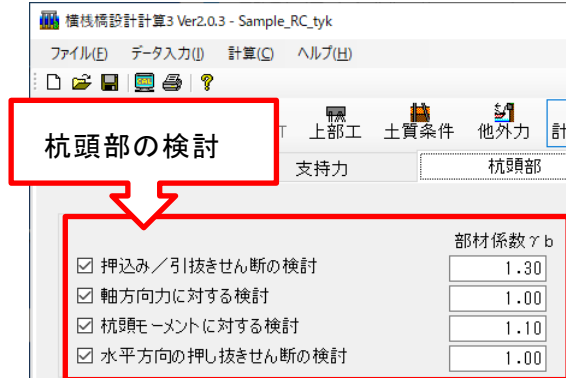 横桟橋設計計算3 Ver2.0.3 - Sample_RC_tyk
ファイル(F) データ入力(I) 計算(C) ヘルプ(H)
杭頭部の検討
上部工 土質条件 他外力 計
支持力 杭頭部
部材係数γb
押込み／引抜きせん断の検討 1.30
軸方向力に対する検討 1.00
杭頭モーメントに対する検討 1.10
水平方向の押し抜きせん断の検討 1.00